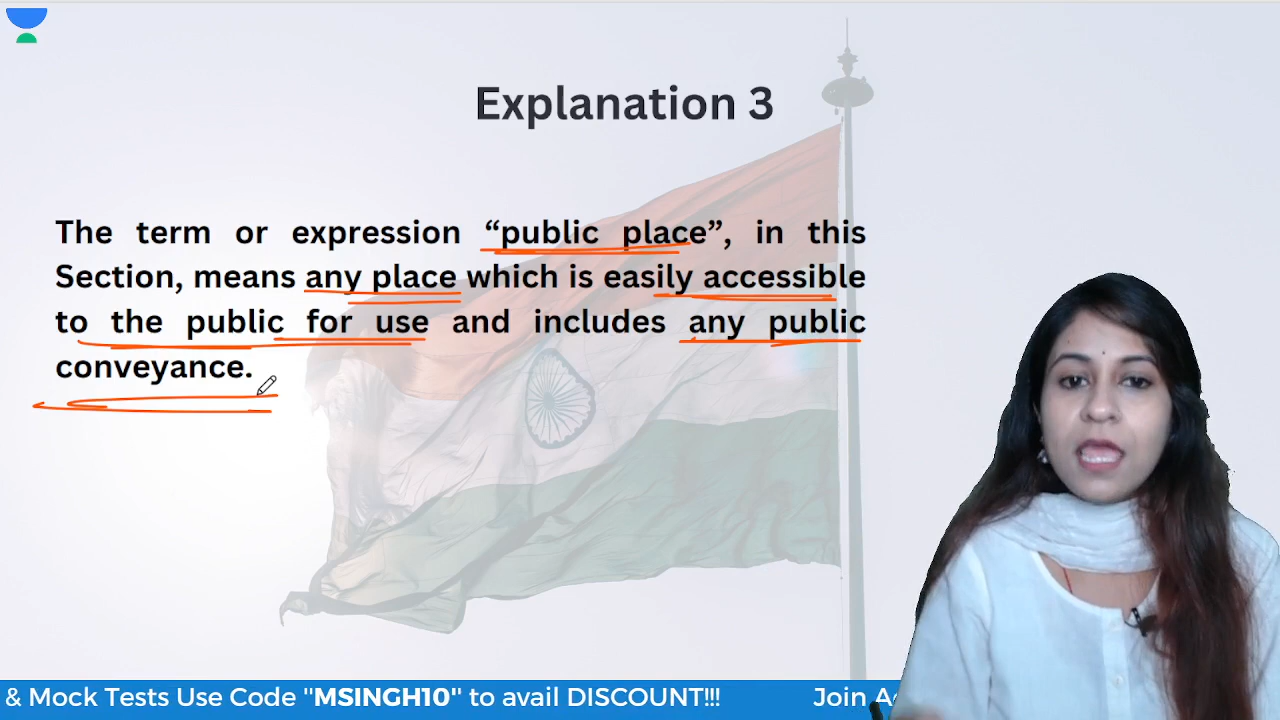 Explanation 3
The term or expression “public place”, in this
Section, means any place which is easily accessible
to the public for use and includes any public
conveyance.
& Mock Tests Use Code "MSINGH10" to avail DISCOUNT!!! Join